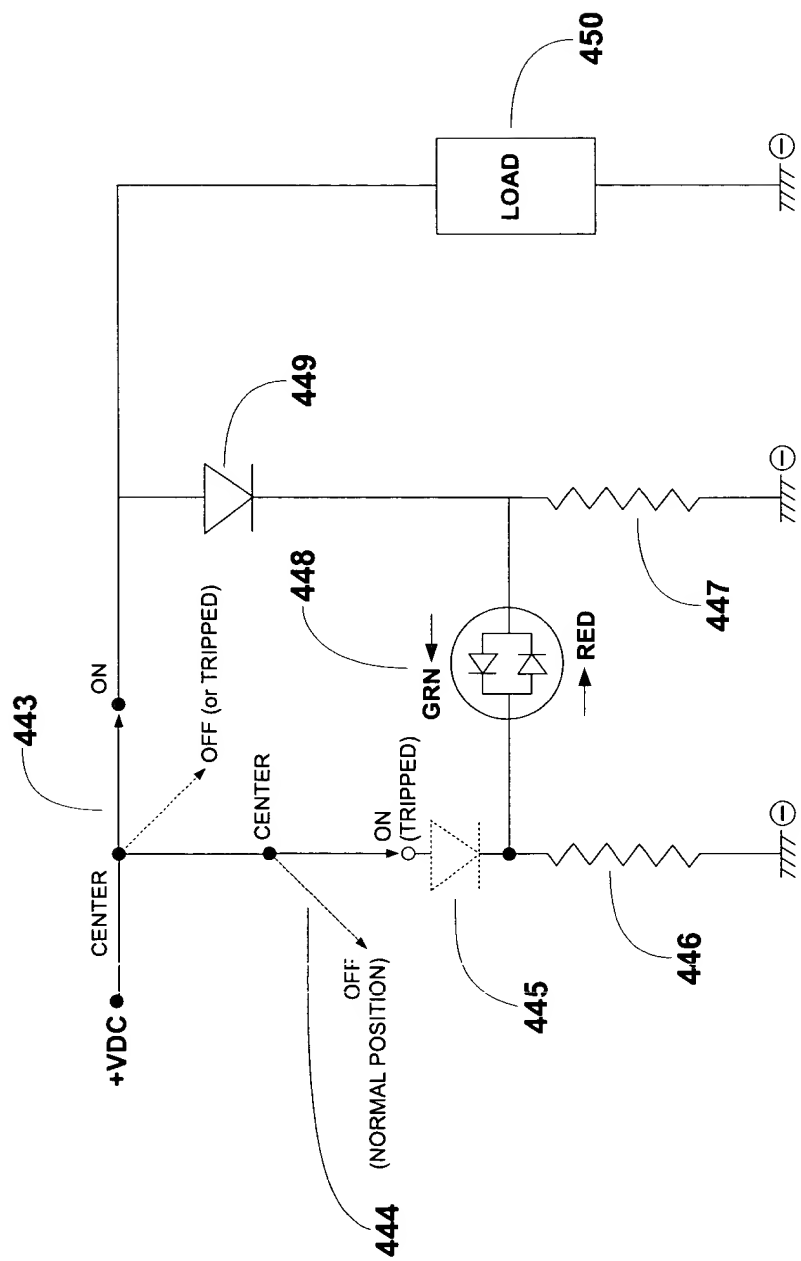 443
CENTER
ON
+VDC
OFF (or TRIPPED)
449
CENTER
448
444
OFF
(NORMAL POSITION)
ON
(TRIPPED)
GRN
RED
LOAD
450
445
446
447